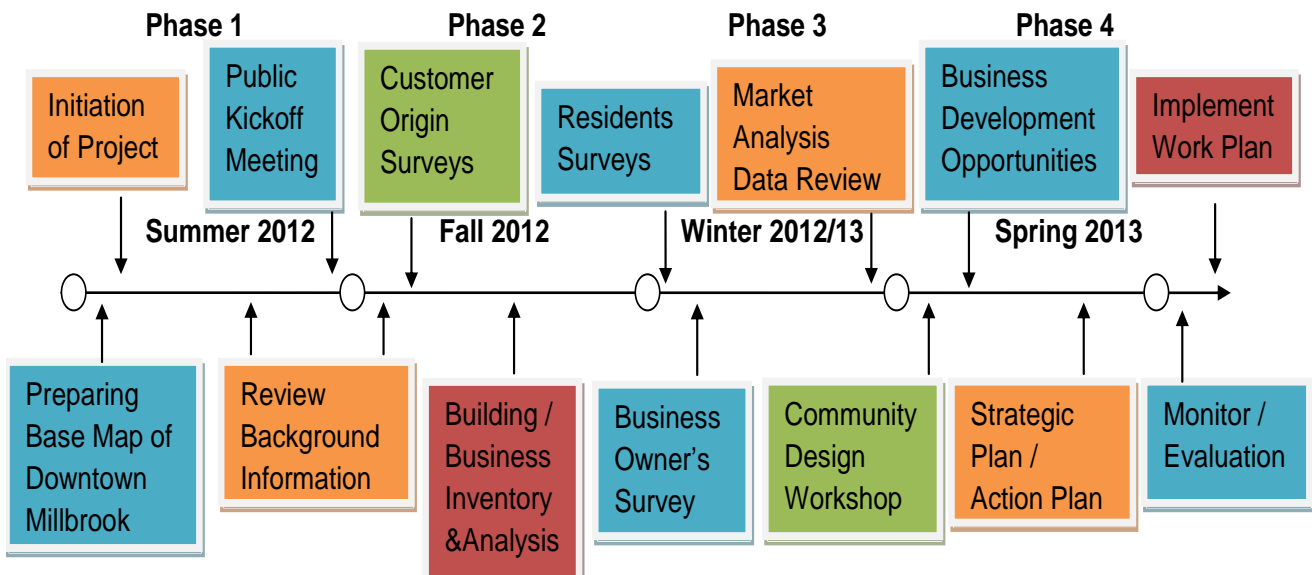 Phase 1
Phase 2
Phase 3
Phase 4
Initiation
of Project
Public
Kickoff
Meeting
Customer
Origin
Surveys
Residents
Surveys
Market
Analysis
Data Review
Business
Development
Opportunities
Implement
Work Plan
Summer 2012
Fall 2012
Winter 2012/13
Spring 2013
Preparing
Base Map of
Downtown
Millbrook
Review
Background
Information
Building /
Business
Inventory
&Analysis
Business
Owner’s
Survey
Community
Design
Workshop
Strategic
Plan /
Action Plan
Monitor /
Evaluation